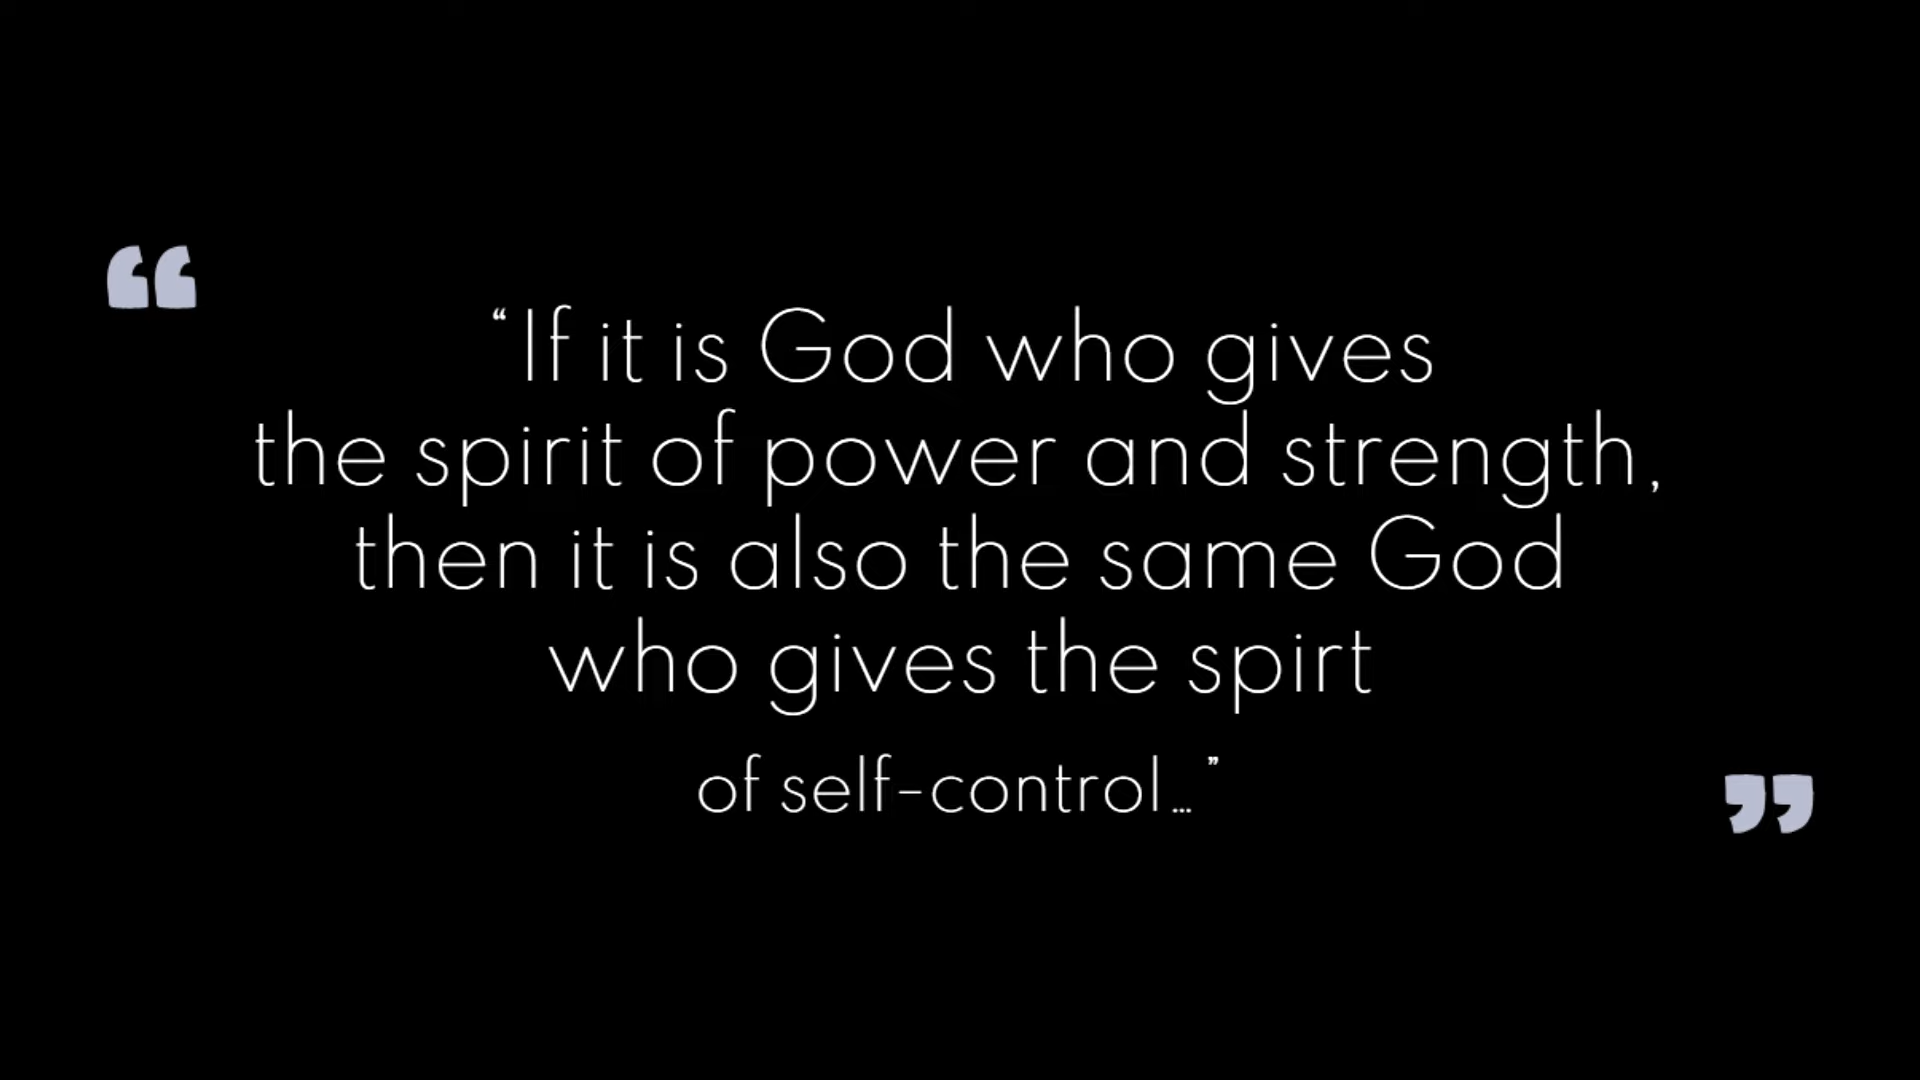 “If it is God who gives
the spirit of power and strength,
then it is also the same God
who gives the spirt
of self-control…”